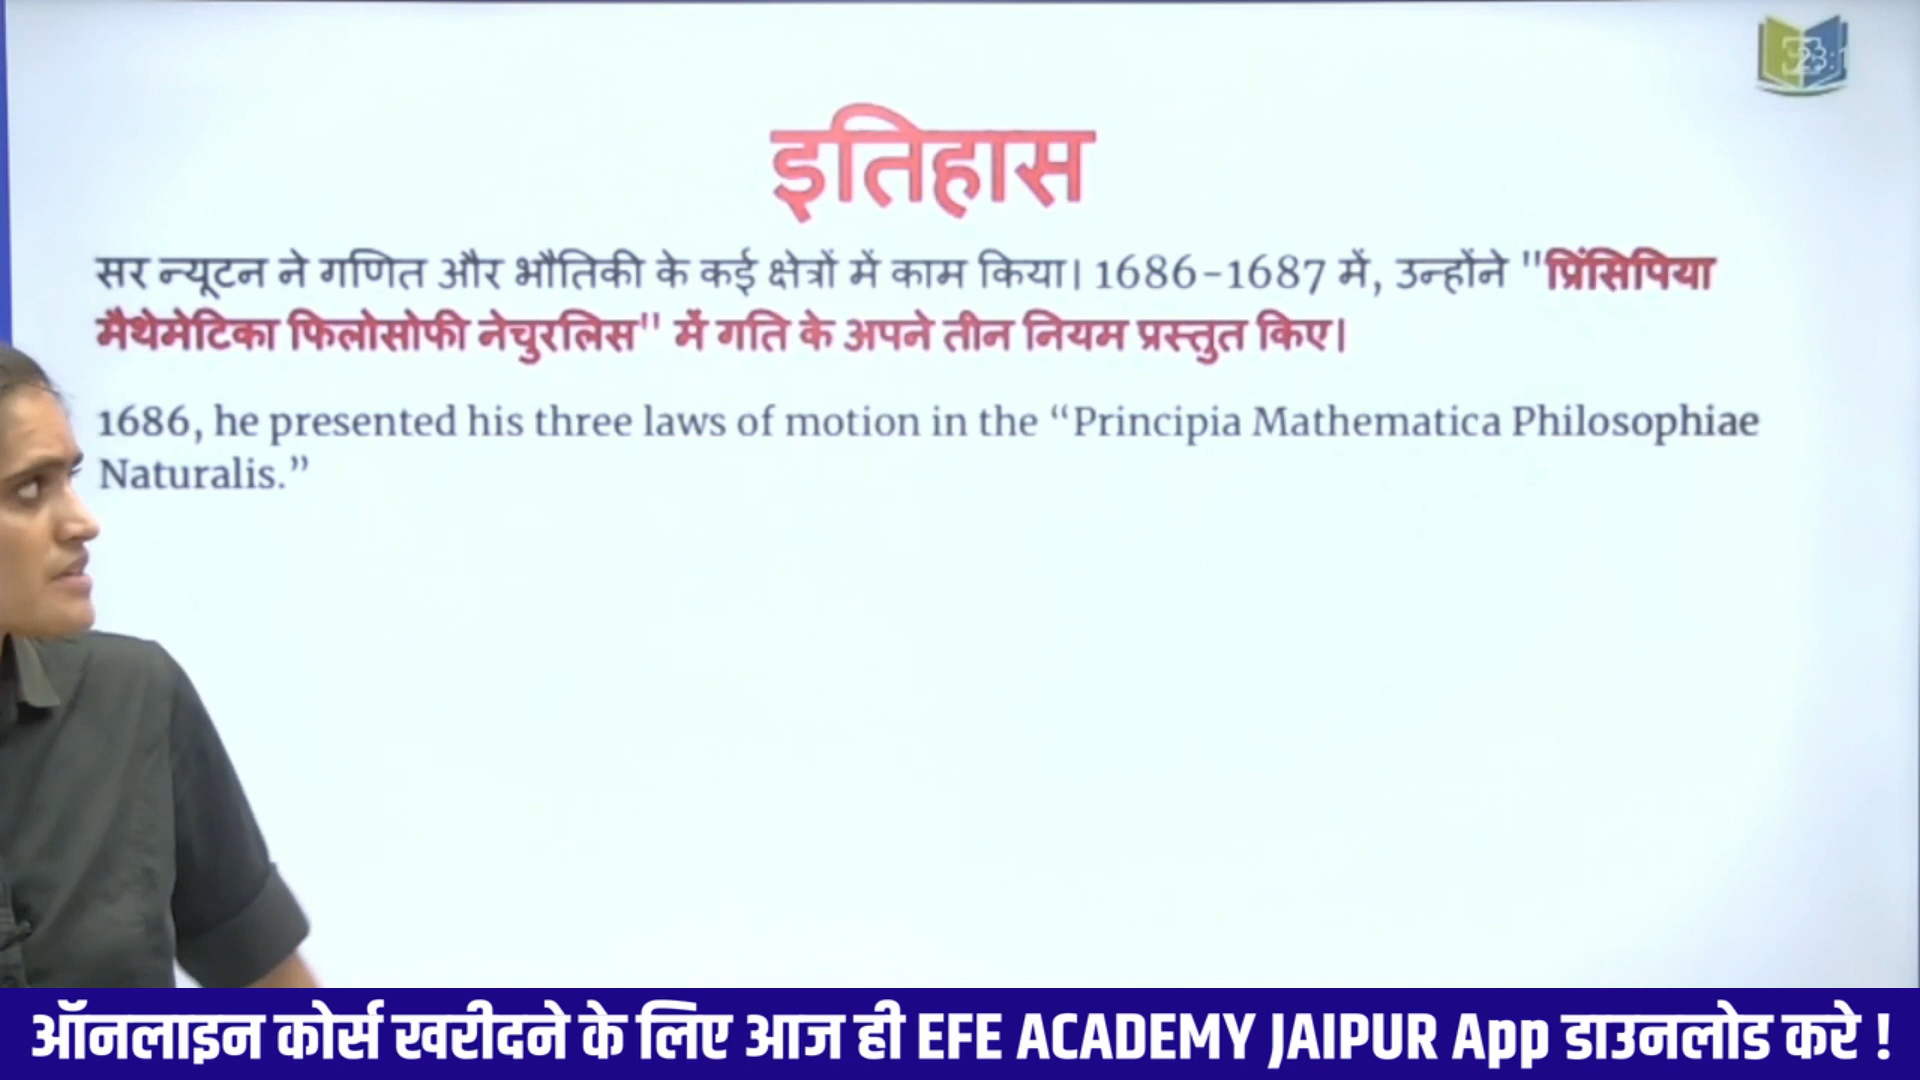 इतिहास
सर न्यूटन ने गणित और भौतिकी के कई क्षेत्रों में काम किया। 1686-1687 में, उन्होंने "प्रिंसिपिया
मैथेमेटिका फिलोसोफी नेचुरलिस" में गति के अपने तीन नियम प्रस्तुत किए।
1686, he presented his three laws of motion in the “Principia Mathematica Philosophiae
Naturalis.”
ऑनलाइन कोर्स खरीदने के लिए आज ही EFE ACADEMY JAIPUR App डाउनलोड करे !